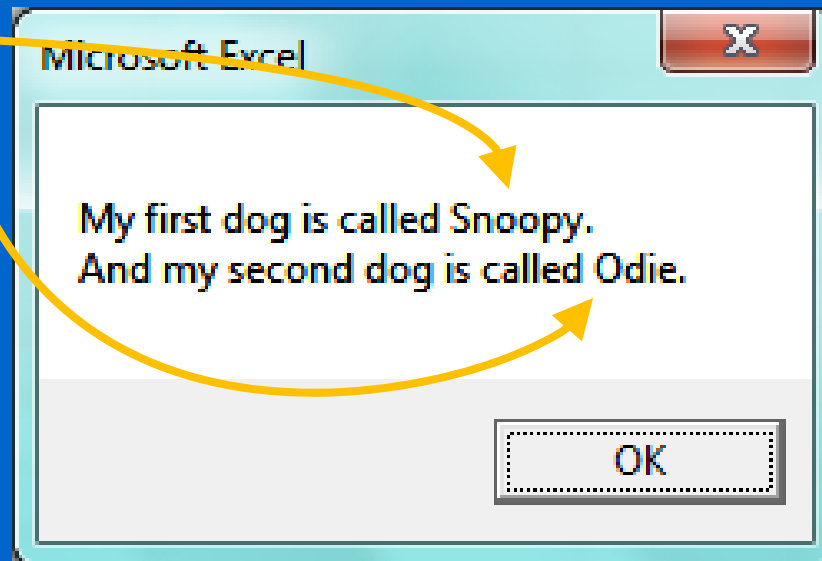 Microsoft Excel
My first dog is called Snoopy.
And my second dog is called Odie.
OK